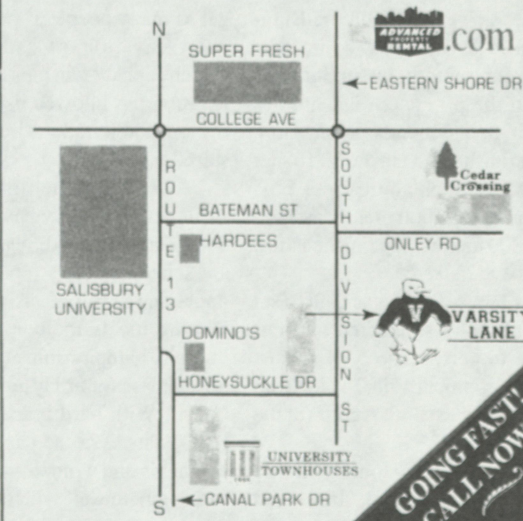 N
ADVANCED
PROPERTY
RENTAL
.com
SUPER FRESH
EASTERN SHORE DR
COLLEGE AVE
ROUTE 13
SOUTH DIVISION ST
Cedar
Crossing
BATEMAN ST
HARDEES
ONLEY RD
SALISBURY
UNIVERSITY
V
VARSITY
LANE
DOMINO'S
HONEYSUCKLE DR
UNIVERSITY
TOWNHOUSES
CANAL PARK DR
S
GOING FAST!
CALL NOW